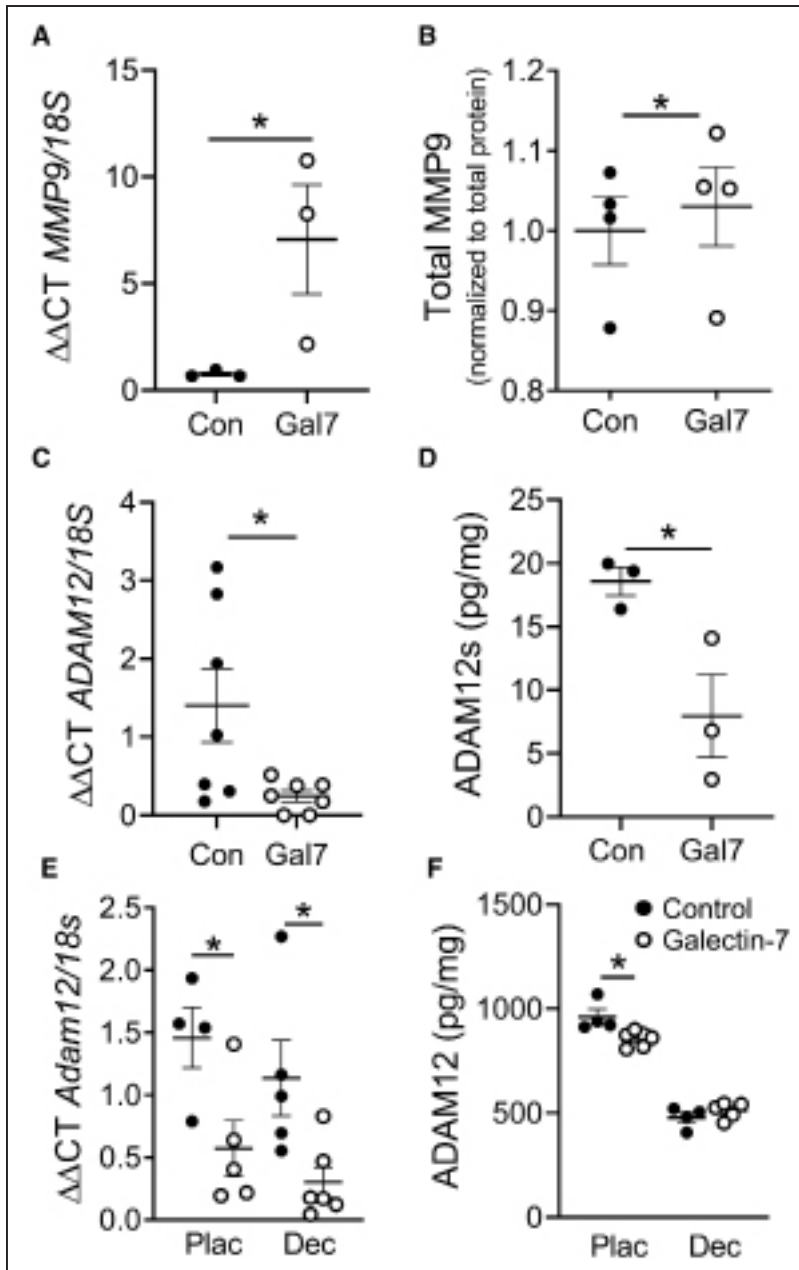 A
ΔΔCT MMP9/18S
15
10
5
0
*
Con Gal7
B
Total MMP9
(normalized to total protein)
1.2
1.1
1.0
0.9
0.8
*
Con Gal7
C
ΔΔCT ADAM12/18S
4
3
2
1
0
*
Con Gal7
D
ADAM12s (pg/mg)
25
20
15
10
5
0
*
Con Gal7
E
ΔΔCT Adam12/18s
2.5
2.0
1.5
1.0
0.5
0.0
*
*
Plac Dec
F
ADAM12 (pg/mg)
1500
1000
500
0
Control
Galectin-7
*
Plac Dec